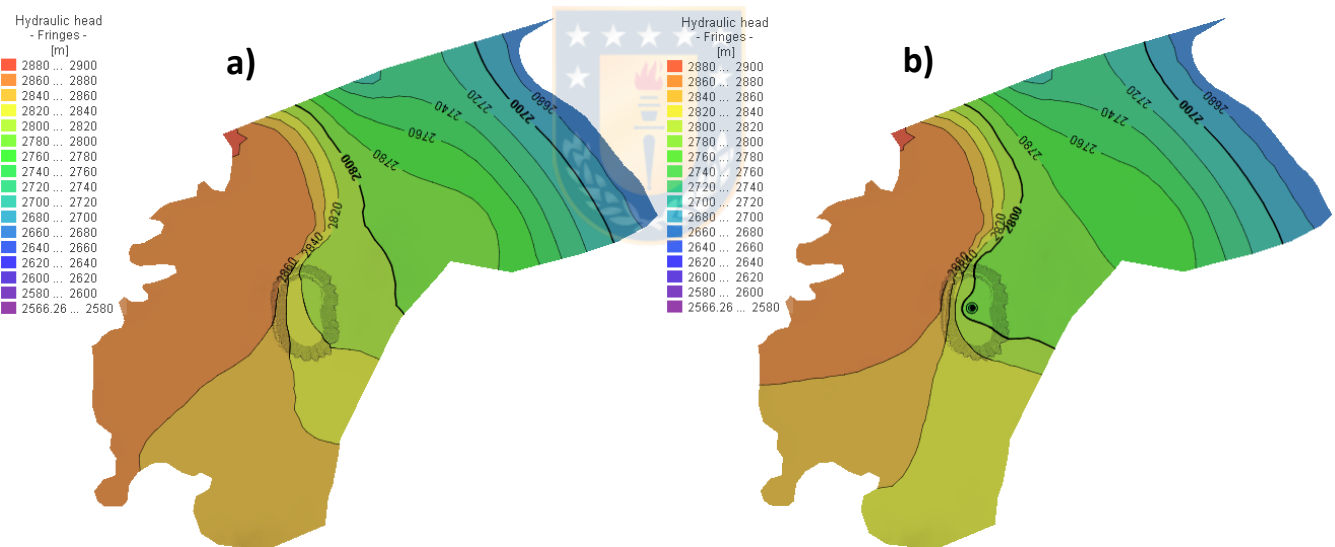 Hydraulic head
- Fringes -
[m]
2880 ... 2900
2860 ... 2880
2840 ... 2860
2820 ... 2840
2800 ... 2820
2780 ... 2800
2760 ... 2780
2740 ... 2760
2720 ... 2740
2700 ... 2720
2680 ... 2700
2660 ... 2680
2640 ... 2660
2620 ... 2640
2600 ... 2620
2580 ... 2600
2566.26 ... 2580
a)
2680
2700
2720
2740
2760
2780
2800
2820
2840
2860
Hydraulic head
- Fringes -
[m]
2880 ... 2900
2860 ... 2880
2840 ... 2860
2820 ... 2840
2800 ... 2820
2780 ... 2800
2760 ... 2780
2740 ... 2760
2720 ... 2740
2700 ... 2720
2680 ... 2700
2660 ... 2680
2640 ... 2660
2620 ... 2640
2600 ... 2620
2580 ... 2600
2566.26 ... 2580
b)
2680
2700
2720
2740
2760
2780
2800
2820
2840
2860